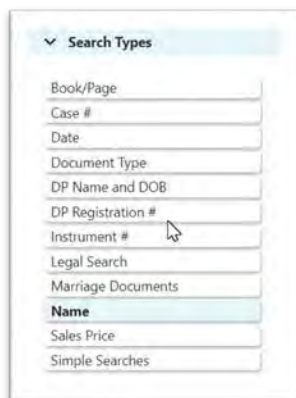 Search Types
Book/Page
Case #
Date
Document Type
DP Name and DOB
DP Registration #
Instrument #
Legal Search
Marriage Documents
Name
Sales Price
Simple Searches